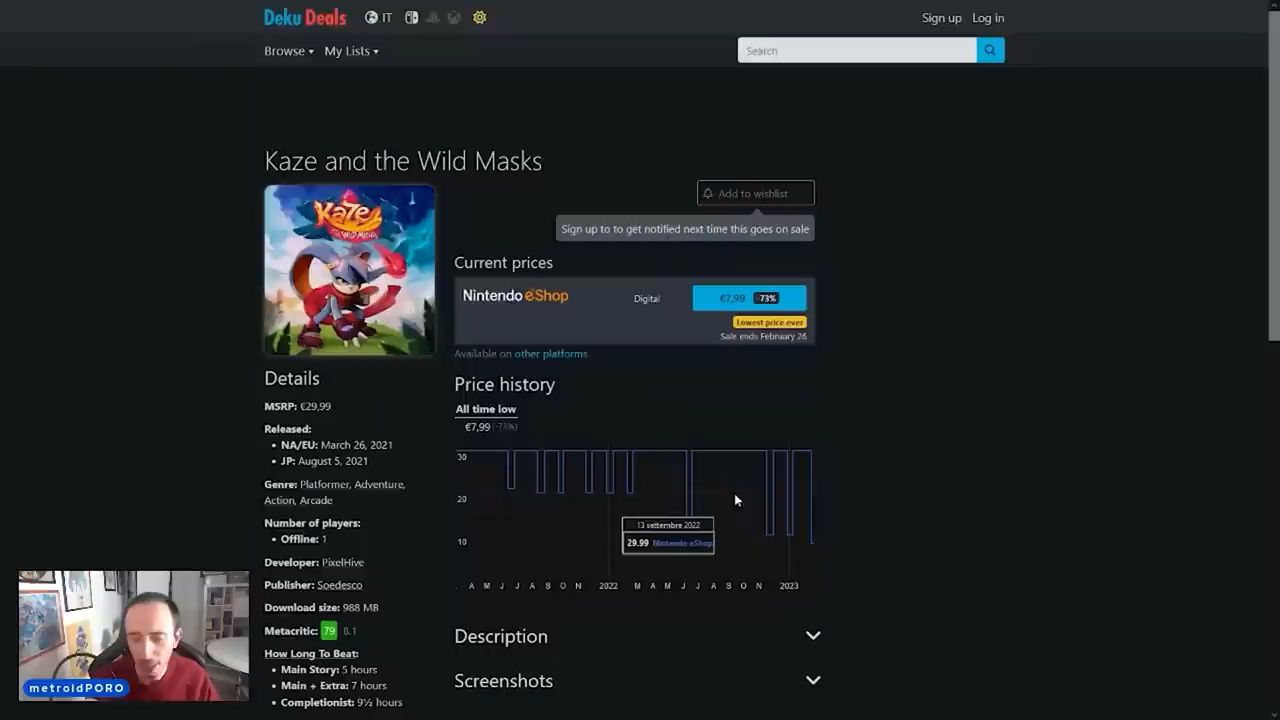 Deku Deals
IT
Sign up
Log in
Browse
My Lists
Search
Kaze and the Wild Masks
Add to wishlist
Sign up to to get notified next time this goes on sale
Kaze
Current prices
Nintendo eShop
Digital
€7,99 -73%
Lowest price ever
Sale ends February 26
Available on other platforms
Price history
All time low
€7,99 (-73%)
30
20
10
13 settembre 2022
29.99 Nintendo eShop
A M J J A S O N 2022 M A M J J A S O N 2023
Details
MSRP: €29,99
Released:
• NA/EU: March 26, 2021
• JP: August 5, 2021
Genre: Platformer, Adventure,
Action, Arcade
Number of players:
• Offline: 1
Developer: PixelHive
Publisher: Soedesco
Download size: 988 MB
Metacritic: 79 8.1
How Long To Beat:
• Main Story: 5 hours
• Main + Extra: 7 hours
• Completionist: 9½ hours
Description
Screenshots
metroidPORO